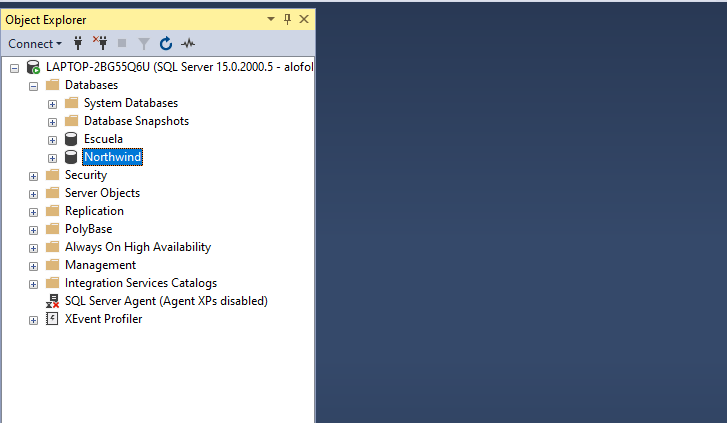 Object Explorer
Connect
LAPTOP-2BG55Q6U (SQL Server 15.0.2000.5 - alofol
Databases
System Databases
Database Snapshots
Escuela
Northwind
Security
Server Objects
Replication
PolyBase
Always On High Availability
Management
Integration Services Catalogs
SQL Server Agent (Agent XPs disabled)
XEvent Profiler